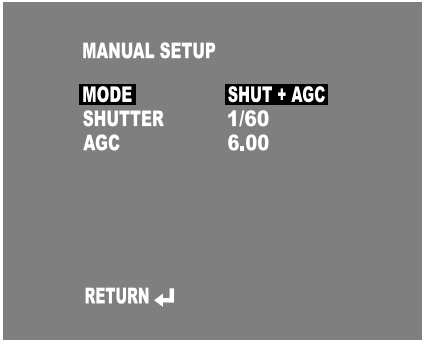 MANUAL SETUP
MODE SHUT + AGC
SHUTTER 1/60
AGC 6.00
RETURN ↲